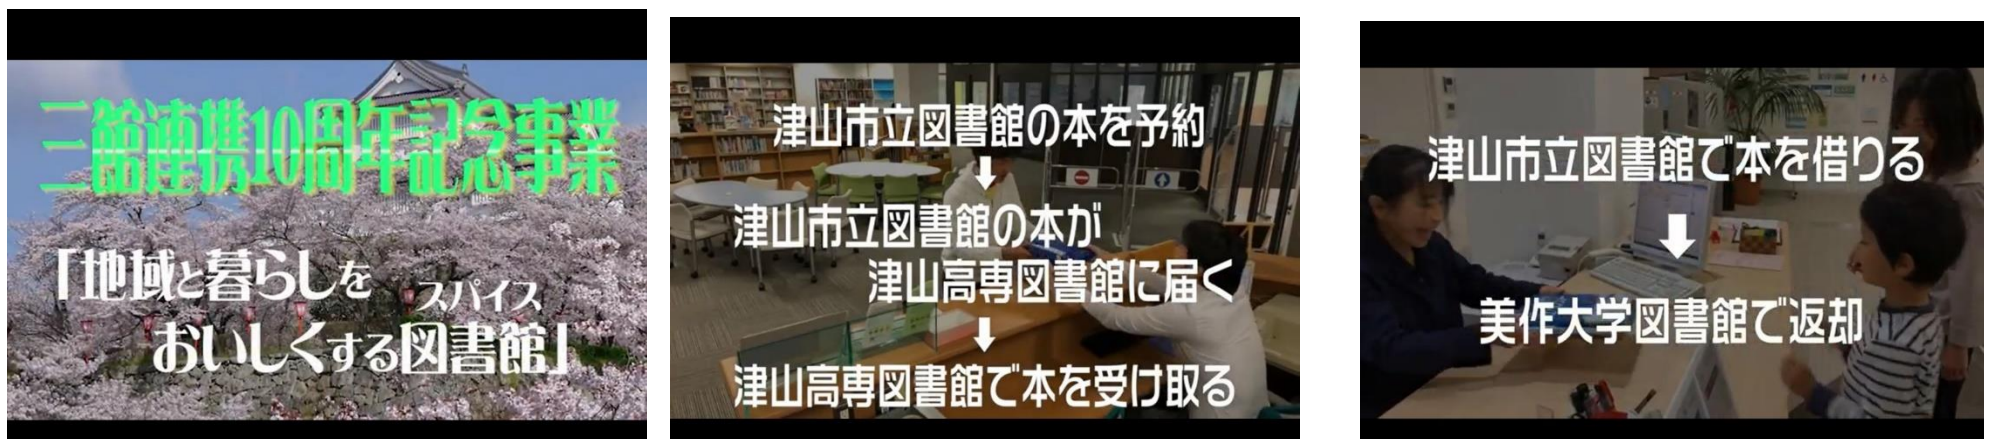 三館連携10周年記念事業
「地域と暮らしを
スパイス
おいしくする図書館」
津山市立図書館の本を予約
↓
津山市立図書館の本が
津山高専図書館に届く
↓
津山高専図書館で本を受け取る
津山市立図書館で本を借りる
↓
美作大学図書館で返却